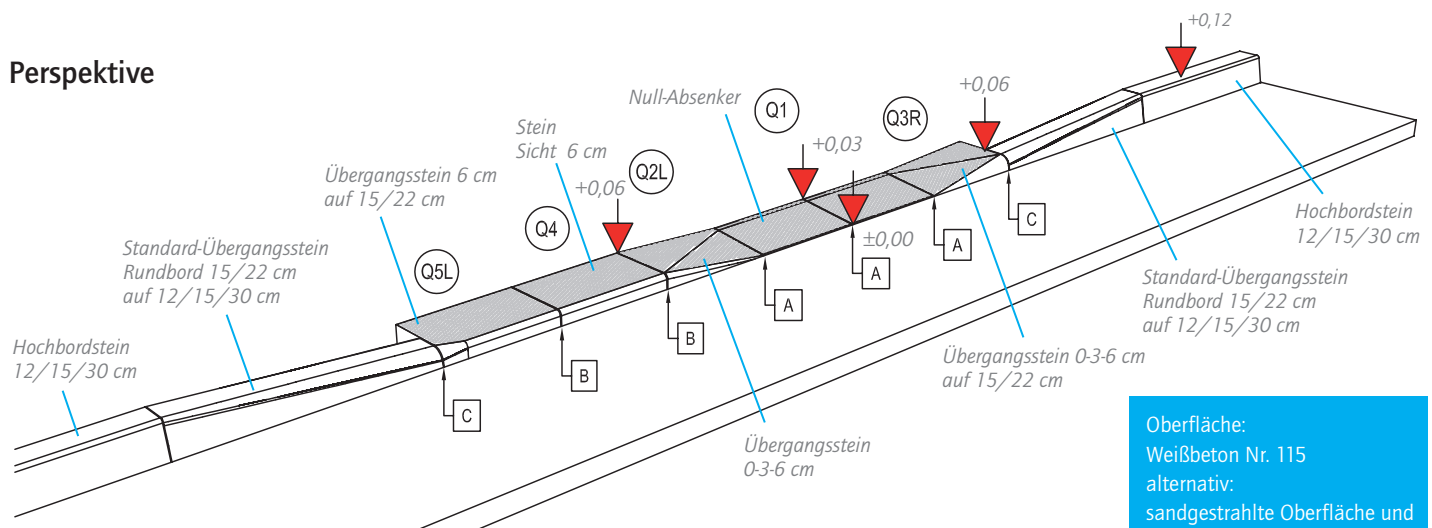 Perspektive
+0,12
+0,06
Q3R
Q1
Null-Absenker
+0,03
Stein
Sicht 6 cm
+0,06
Q2L
Übergangsstein 6 cm
auf 15/22 cm
Q4
±0,00
Hochbordstein
12/15/30 cm
Standard-Übergangsstein
Rundbord 15/22 cm
auf 12/15/30 cm
Q5L
C
A
A
A
B
B
C
Standard-Übergangsstein
Rundbord 15/22 cm
auf 12/15/30 cm
Hochbordstein
12/15/30 cm
Übergangsstein 0-3-6 cm
auf 15/22 cm
Übergangsstein
0-3-6 cm
Oberfläche:
Weißbeton Nr. 115
alternativ:
sandgestrahlte Oberfläche und